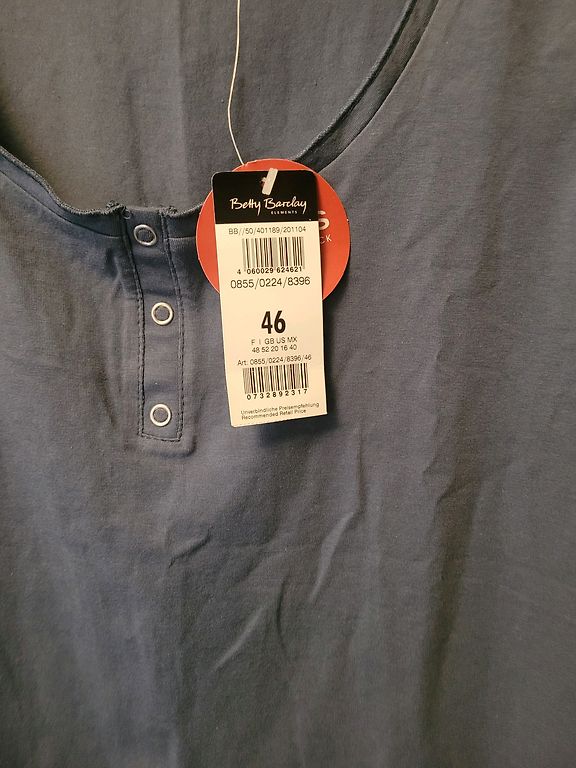 Betty Barclay
ELEMENTS
BB//50/401189/201104
4 060029 624621
0855/0224/8396
46
F I GB US MX
48 52 20 16 40
Art: 0855/0224/8396/46
0732892317
Unverbindliche Preisempfehlung
Recommended Retail Price